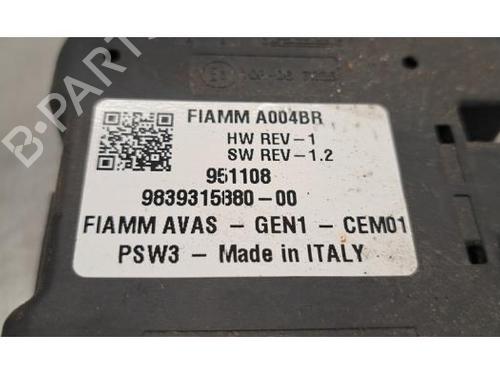 FIAMM A004BR
HW REV-1
SW REV-1.2
951108
9839315880-00
FIAMM AVAS - GEN1 - CEM01
PSW3 - Made in ITALY
B-PARTS